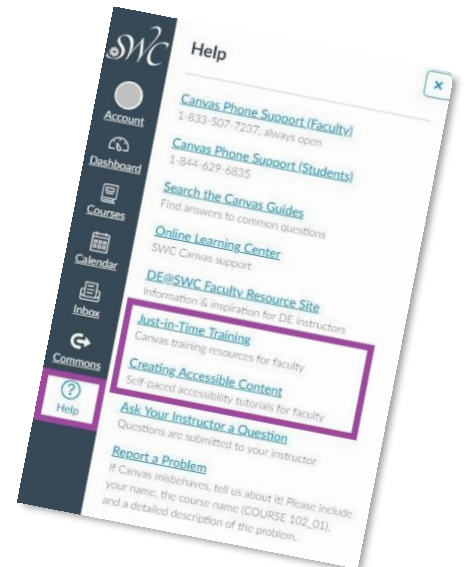 SWC
Account
Dashboard
Courses
Calendar
Inbox
Commons
Help
Help
×
Canvas Phone Support (Faculty)
1-833-507-7237, always open
Canvas Phone Support (Students)
1-844-629-6835
Search the Canvas Guides
Find answers to common questions
Online Learning Center
SWC Canvas support
DE@SWC Faculty Resource Site
Information & inspiration for DE instructors
Just-in-Time Training
Canvas training resources for faculty
Creating Accessible Content
Self-paced accessibility tutorials for faculty
Ask Your Instructor a Question
Questions are submitted to your instructor
Report a Problem
If Canvas misbehaves, tell us about it! Please include
your name, the course name (COURSE 102_01),
and a detailed description of the problem.